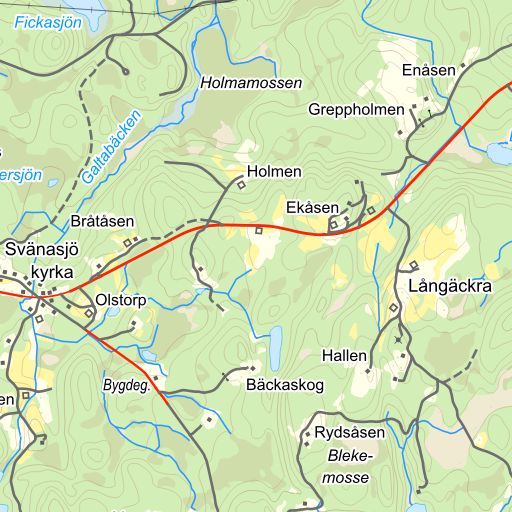 Fickasjön
Enåsen
Holmamossen
Greppholmen
Galtabäcken
ersjön
Holmen
Bråtåsen
Ekåsen
Svänasjö
kyrka
Långäckra
Olstorp
Hallen
Bygdeg.
Bäckaskog
en
Rydsåsen
Bleke-
mosse